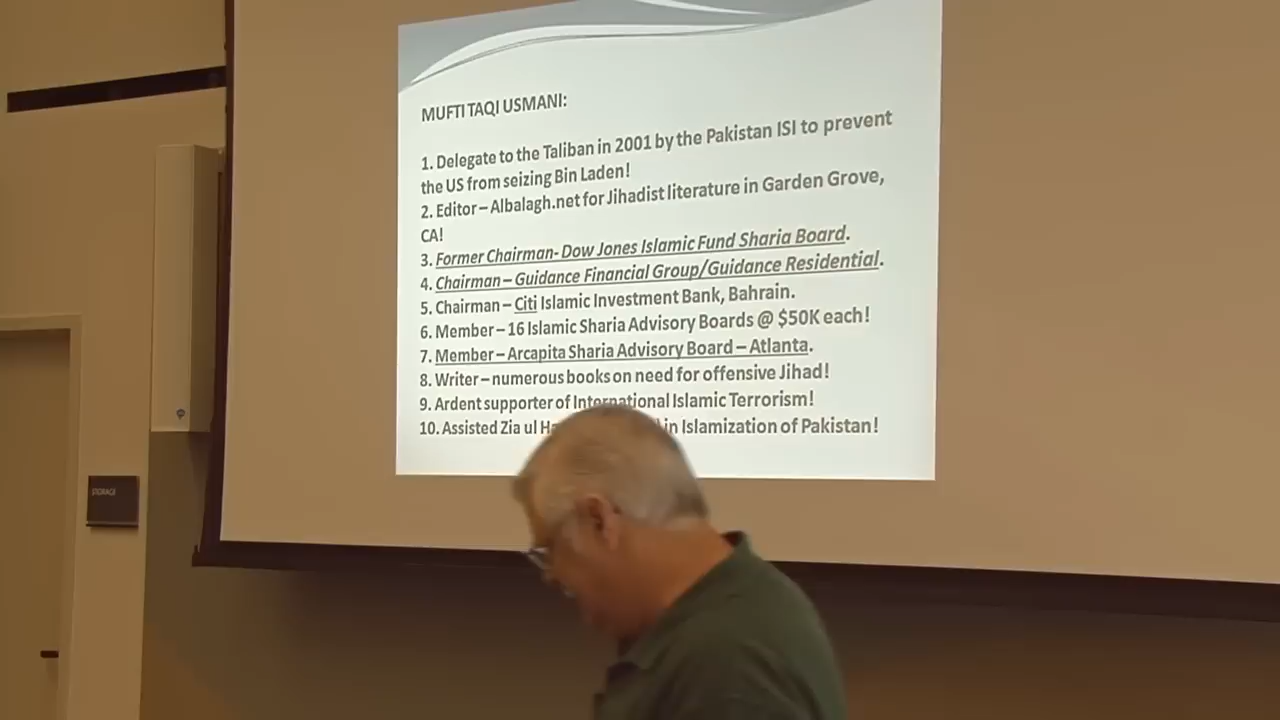 MUFTI TAQI USMANI:
1. Delegate to the Taliban in 2001 by the Pakistan ISI to prevent
the US from seizing Bin Laden!
2. Editor – Albalagh.net for Jihadist literature in Garden Grove,
CA!
3. Former Chairman- Dow Jones Islamic Fund Sharia Board.
4. Chairman – Guidance Financial Group/Guidance Residential.
5. Chairman – Citi Islamic Investment Bank, Bahrain.
6. Member – 16 Islamic Sharia Advisory Boards @ $50K each!
7. Member – Arcapita Sharia Advisory Board – Atlanta.
8. Writer – numerous books on need for offensive Jihad!
9. Ardent supporter of International Islamic Terrorism!
10. Assisted Zia ul in Islamization of Pakistan!
STORAGE